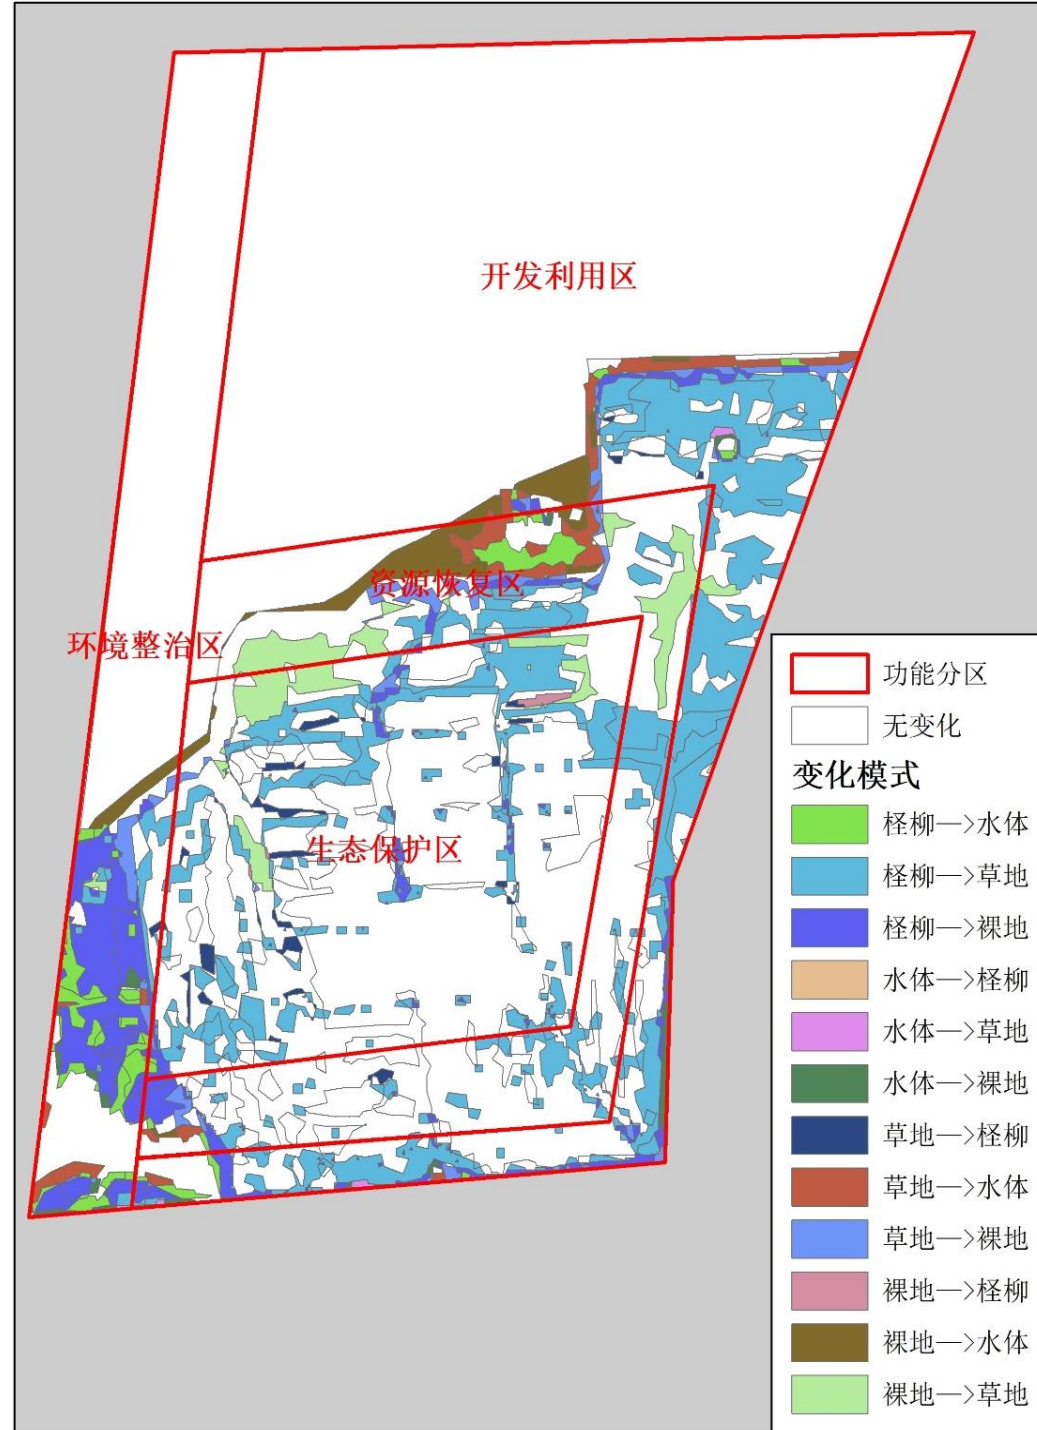 开发利用区
资源恢复区
环境整治区
生态保护区
功能分区
无变化
变化模式
柽柳—>水体
柽柳—>草地
柽柳—>裸地
水体—>柽柳
水体—>草地
水体—>裸地
草地—>柽柳
草地—>水体
草地—>裸地
裸地—>柽柳
裸地—>水体
裸地—>草地